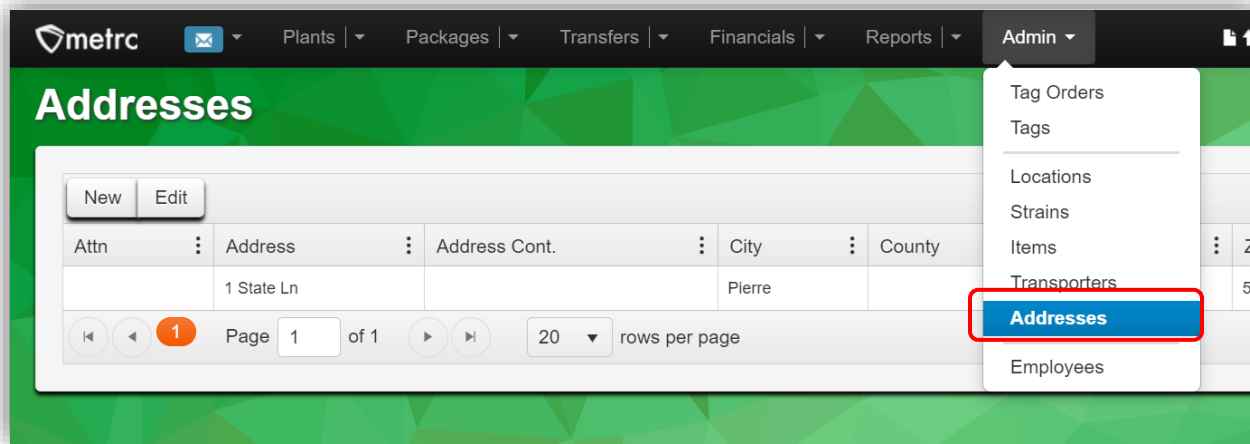 metrc Plants Packages Transfers Financials Reports Admin
Addresses
Tag Orders
Tags
Locations
Strains
Items
Transporters
Addresses
Employees
New Edit
Attn Address Address Cont. City County
1 State Ln Pierre
1 Page 1 of 1 20 rows per page